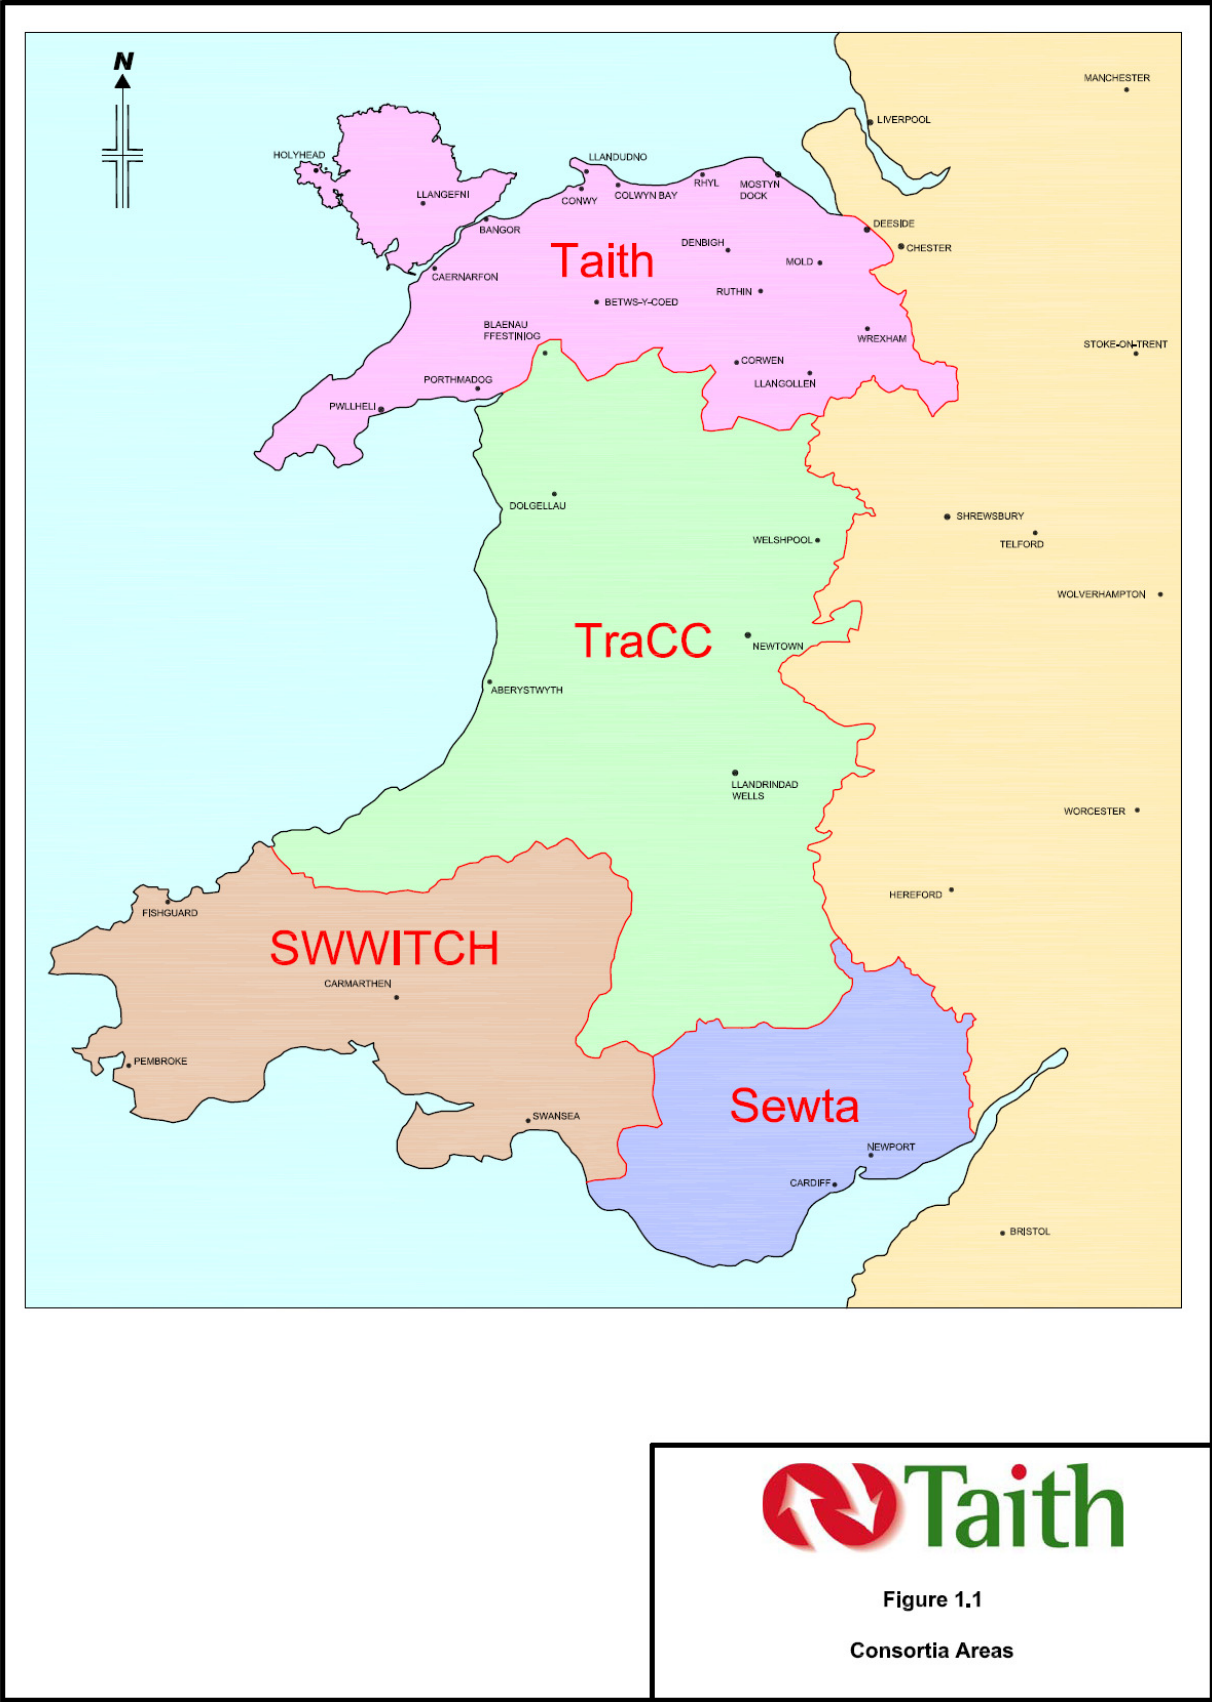 N
MANCHESTER
LIVERPOOL
HOLYHEAD
LLANDUDNO
LLANGEFNI
CONWY
COLWYN BAY
RHYL
MOSTYN
DOCK
BANGOR
DEESIDE
CHESTER
DENBIGH
Taith
MOLD
CAERNARFON
RUTHIN
BETWS-Y-COED
BLAENAU
FFESTINIOG
WREXHAM
STOKE-ON-TRENT
CORWEN
PORTHMADOG
LLANGOLLEN
PWLLHELI
DOLGELLAU
SHREWSBURY
WELSHPOOL
TELFORD
WOLVERHAMPTON
TraCC
NEWTOWN
ABERYSTWYTH
LLANDRINDAD
WELLS
WORCESTER
HEREFORD
FISHGUARD
SWWITCH
CARMARTHEN
PEMBROKE
Sewta
SWANSEA
NEWPORT
CARDIFF
BRISTOL
Taith
Figure 1.1
Consortia Areas